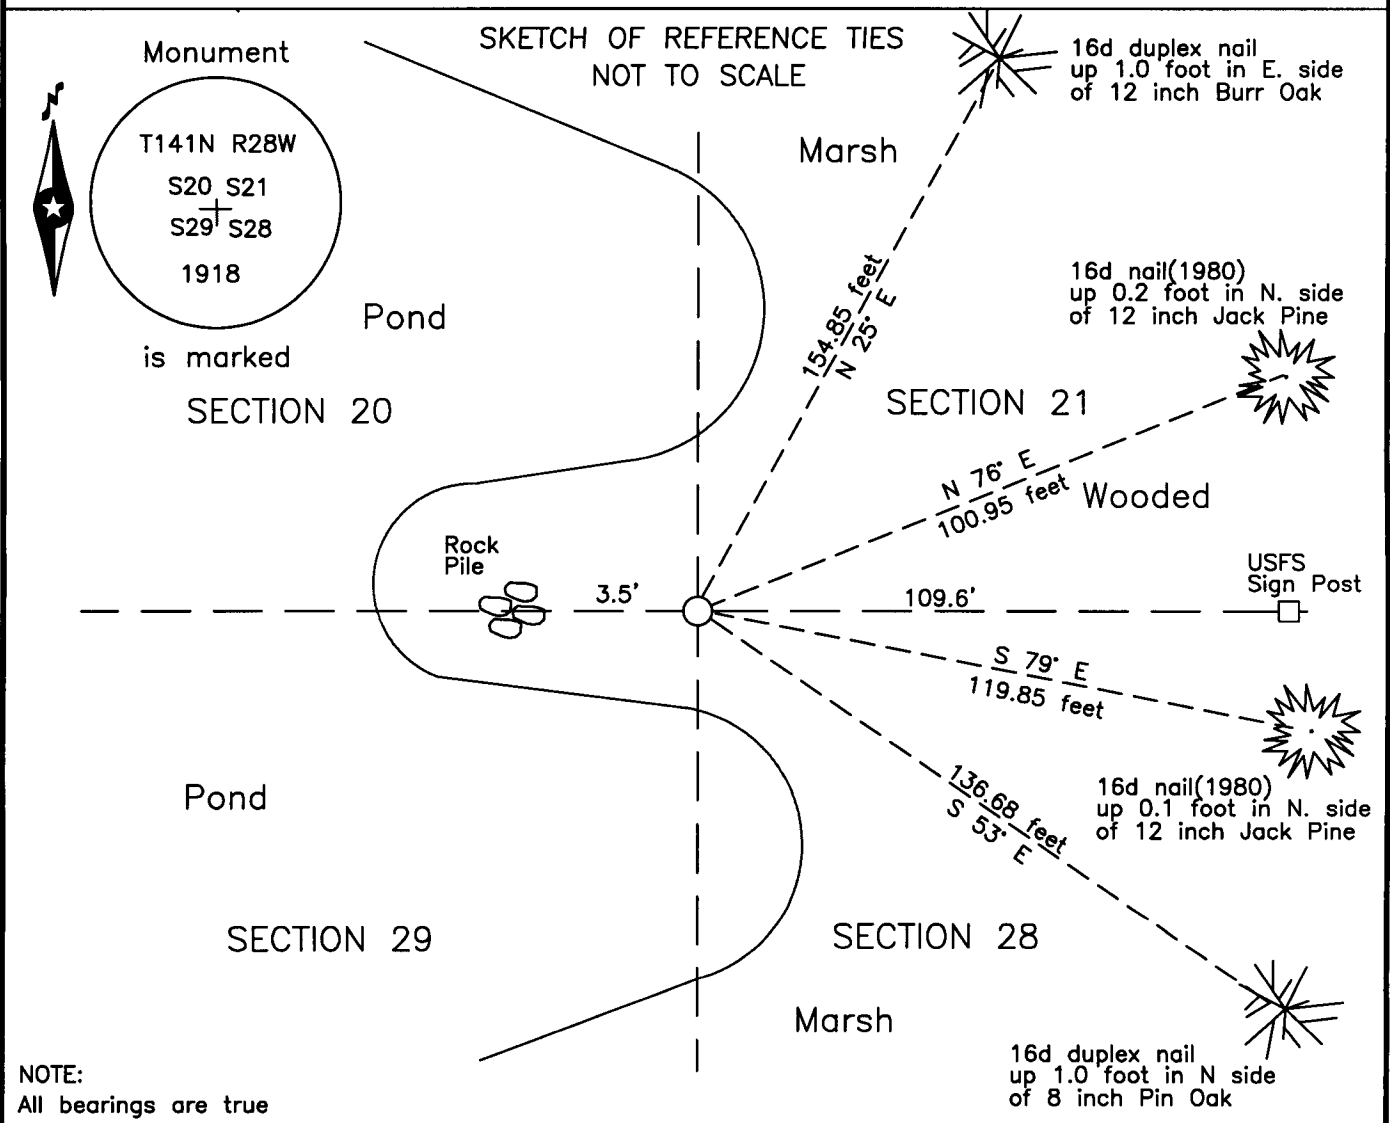 SKETCH OF REFERENCE TIES
NOT TO SCALE
Monument
N
T141N R28W
S20 S21
S29 S28
1918
is marked
16d duplex nail
up 1.0 foot in E. side
of 12 inch Burr Oak
Marsh
Pond
154.85 feet
N 25° E
16d nail(1980)
up 0.2 foot in N. side
of 12 inch Jack Pine
SECTION 20
SECTION 21
N 76° E
100.95 feet
Wooded
Rock
Pile
3.5'
109.6'
USFS
Sign Post
S 79° E
119.85 feet
Pond
136.68 feet
S 53° E
16d nail(1980)
up 0.1 foot in N. side
of 12 inch Jack Pine
SECTION 29
SECTION 28
Marsh
16d duplex nail
up 1.0 foot in N side
of 8 inch Pin Oak
NOTE:
All bearings are true